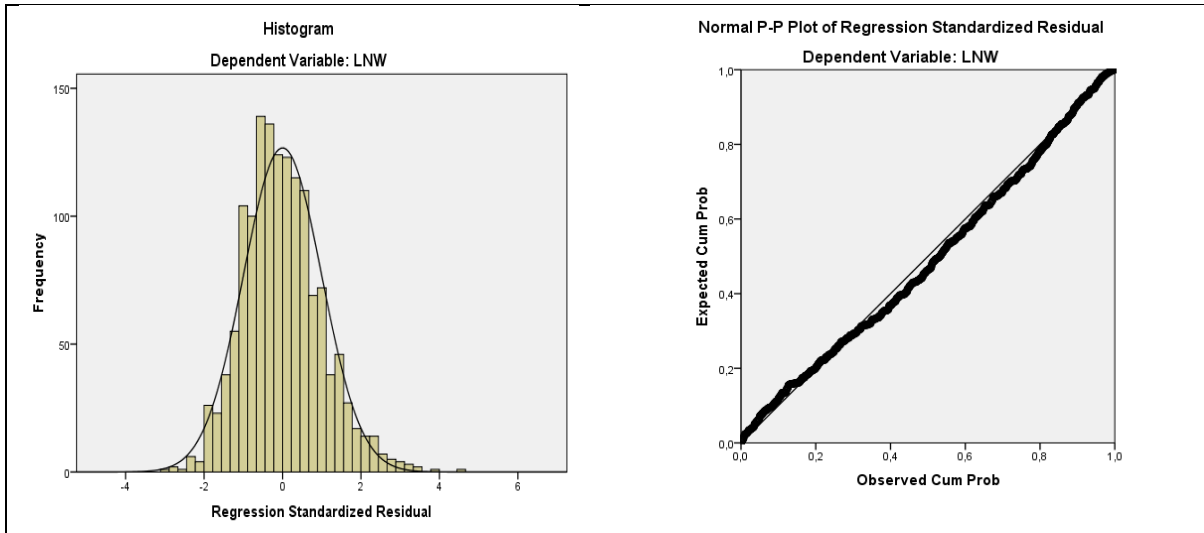 Histogram
Dependent Variable: LNW
150
100
50
0
Frequency
-4 -2 0 2 4 6
Regression Standardized Residual
Normal P-P Plot of Regression Standardized Residual
Dependent Variable: LNW
1,0
0,8
0,6
0,4
0,2
0,0
Expected Cum Prob
0,0 0,2 0,4 0,6 0,8 1,0
Observed Cum Prob